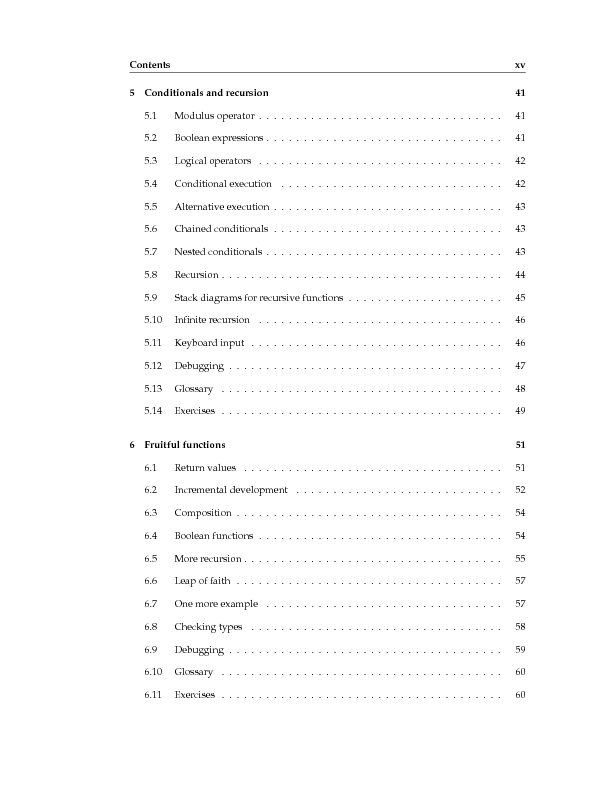 Contents xv
5 Conditionals and recursion 41
5.1 Modulus operator . . . . . . . . . . . . . . . . . . . . . . . . . . . . . . . 41
5.2 Boolean expressions . . . . . . . . . . . . . . . . . . . . . . . . . . . . . . 41
5.3 Logical operators . . . . . . . . . . . . . . . . . . . . . . . . . . . . . . . 42
5.4 Conditional execution . . . . . . . . . . . . . . . . . . . . . . . . . . . . 42
5.5 Alternative execution . . . . . . . . . . . . . . . . . . . . . . . . . . . . . 43
5.6 Chained conditionals . . . . . . . . . . . . . . . . . . . . . . . . . . . . . 43
5.7 Nested conditionals . . . . . . . . . . . . . . . . . . . . . . . . . . . . . . 43
5.8 Recursion . . . . . . . . . . . . . . . . . . . . . . . . . . . . . . . . . . . 44
5.9 Stack diagrams for recursive functions . . . . . . . . . . . . . . . . . . . . 45
5.10 Infinite recursion . . . . . . . . . . . . . . . . . . . . . . . . . . . . . . . 46
5.11 Keyboard input . . . . . . . . . . . . . . . . . . . . . . . . . . . . . . . . 46
5.12 Debugging . . . . . . . . . . . . . . . . . . . . . . . . . . . . . . . . . . 47
5.13 Glossary . . . . . . . . . . . . . . . . . . . . . . . . . . . . . . . . . . . 48
5.14 Exercises . . . . . . . . . . . . . . . . . . . . . . . . . . . . . . . . . . . 49
6 Fruitful functions 51
6.1 Return values . . . . . . . . . . . . . . . . . . . . . . . . . . . . . . . . . 51
6.2 Incremental development . . . . . . . . . . . . . . . . . . . . . . . . . . 52
6.3 Composition . . . . . . . . . . . . . . . . . . . . . . . . . . . . . . . . . 54
6.4 Boolean functions . . . . . . . . . . . . . . . . . . . . . . . . . . . . . . . 54
6.5 More recursion . . . . . . . . . . . . . . . . . . . . . . . . . . . . . . . . 55
6.6 Leap of faith . . . . . . . . . . . . . . . . . . . . . . . . . . . . . . . . . 57
6.7 One more example . . . . . . . . . . . . . . . . . . . . . . . . . . . . . . 57
6.8 Checking types . . . . . . . . . . . . . . . . . . . . . . . . . . . . . . . . 58
6.9 Debugging . . . . . . . . . . . . . . . . . . . . . . . . . . . . . . . . . . 59
6.10 Glossary . . . . . . . . . . . . . . . . . . . . . . . . . . . . . . . . . . . 60
6.11 Exercises . . . . . . . . . . . . . . . . . . . . . . . . . . . . . . . . . . . 60